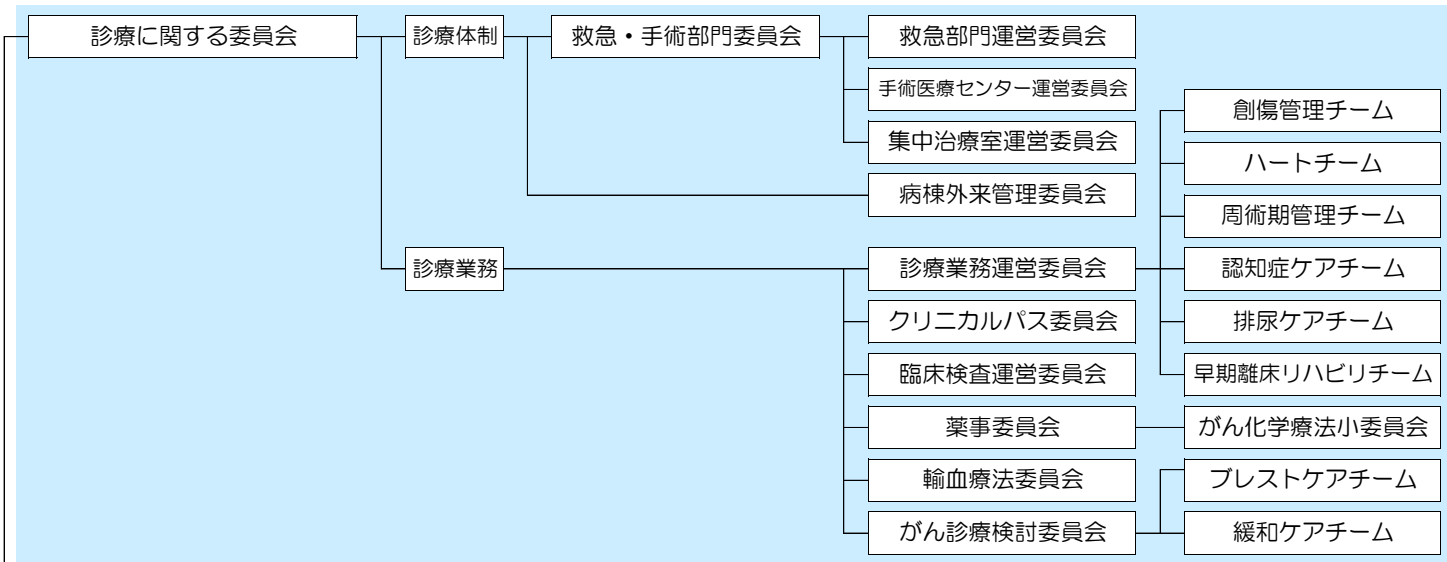 診療に関する委員会
診療体制
救急・手術部門委員会
救急部門運営委員会
手術医療センター運営委員会
集中治療室運営委員会
病棟外来管理委員会
診療業務
診療業務運営委員会
創傷管理チーム
ハートチーム
周術期管理チーム
認知症ケアチーム
排尿ケアチーム
早期離床リハビリチーム
クリニカルパス委員会
臨床検査運営委員会
薬事委員会
がん化学療法小委員会
輸血療法委員会
がん診療検討委員会
ブレストケアチーム
緩和ケアチーム